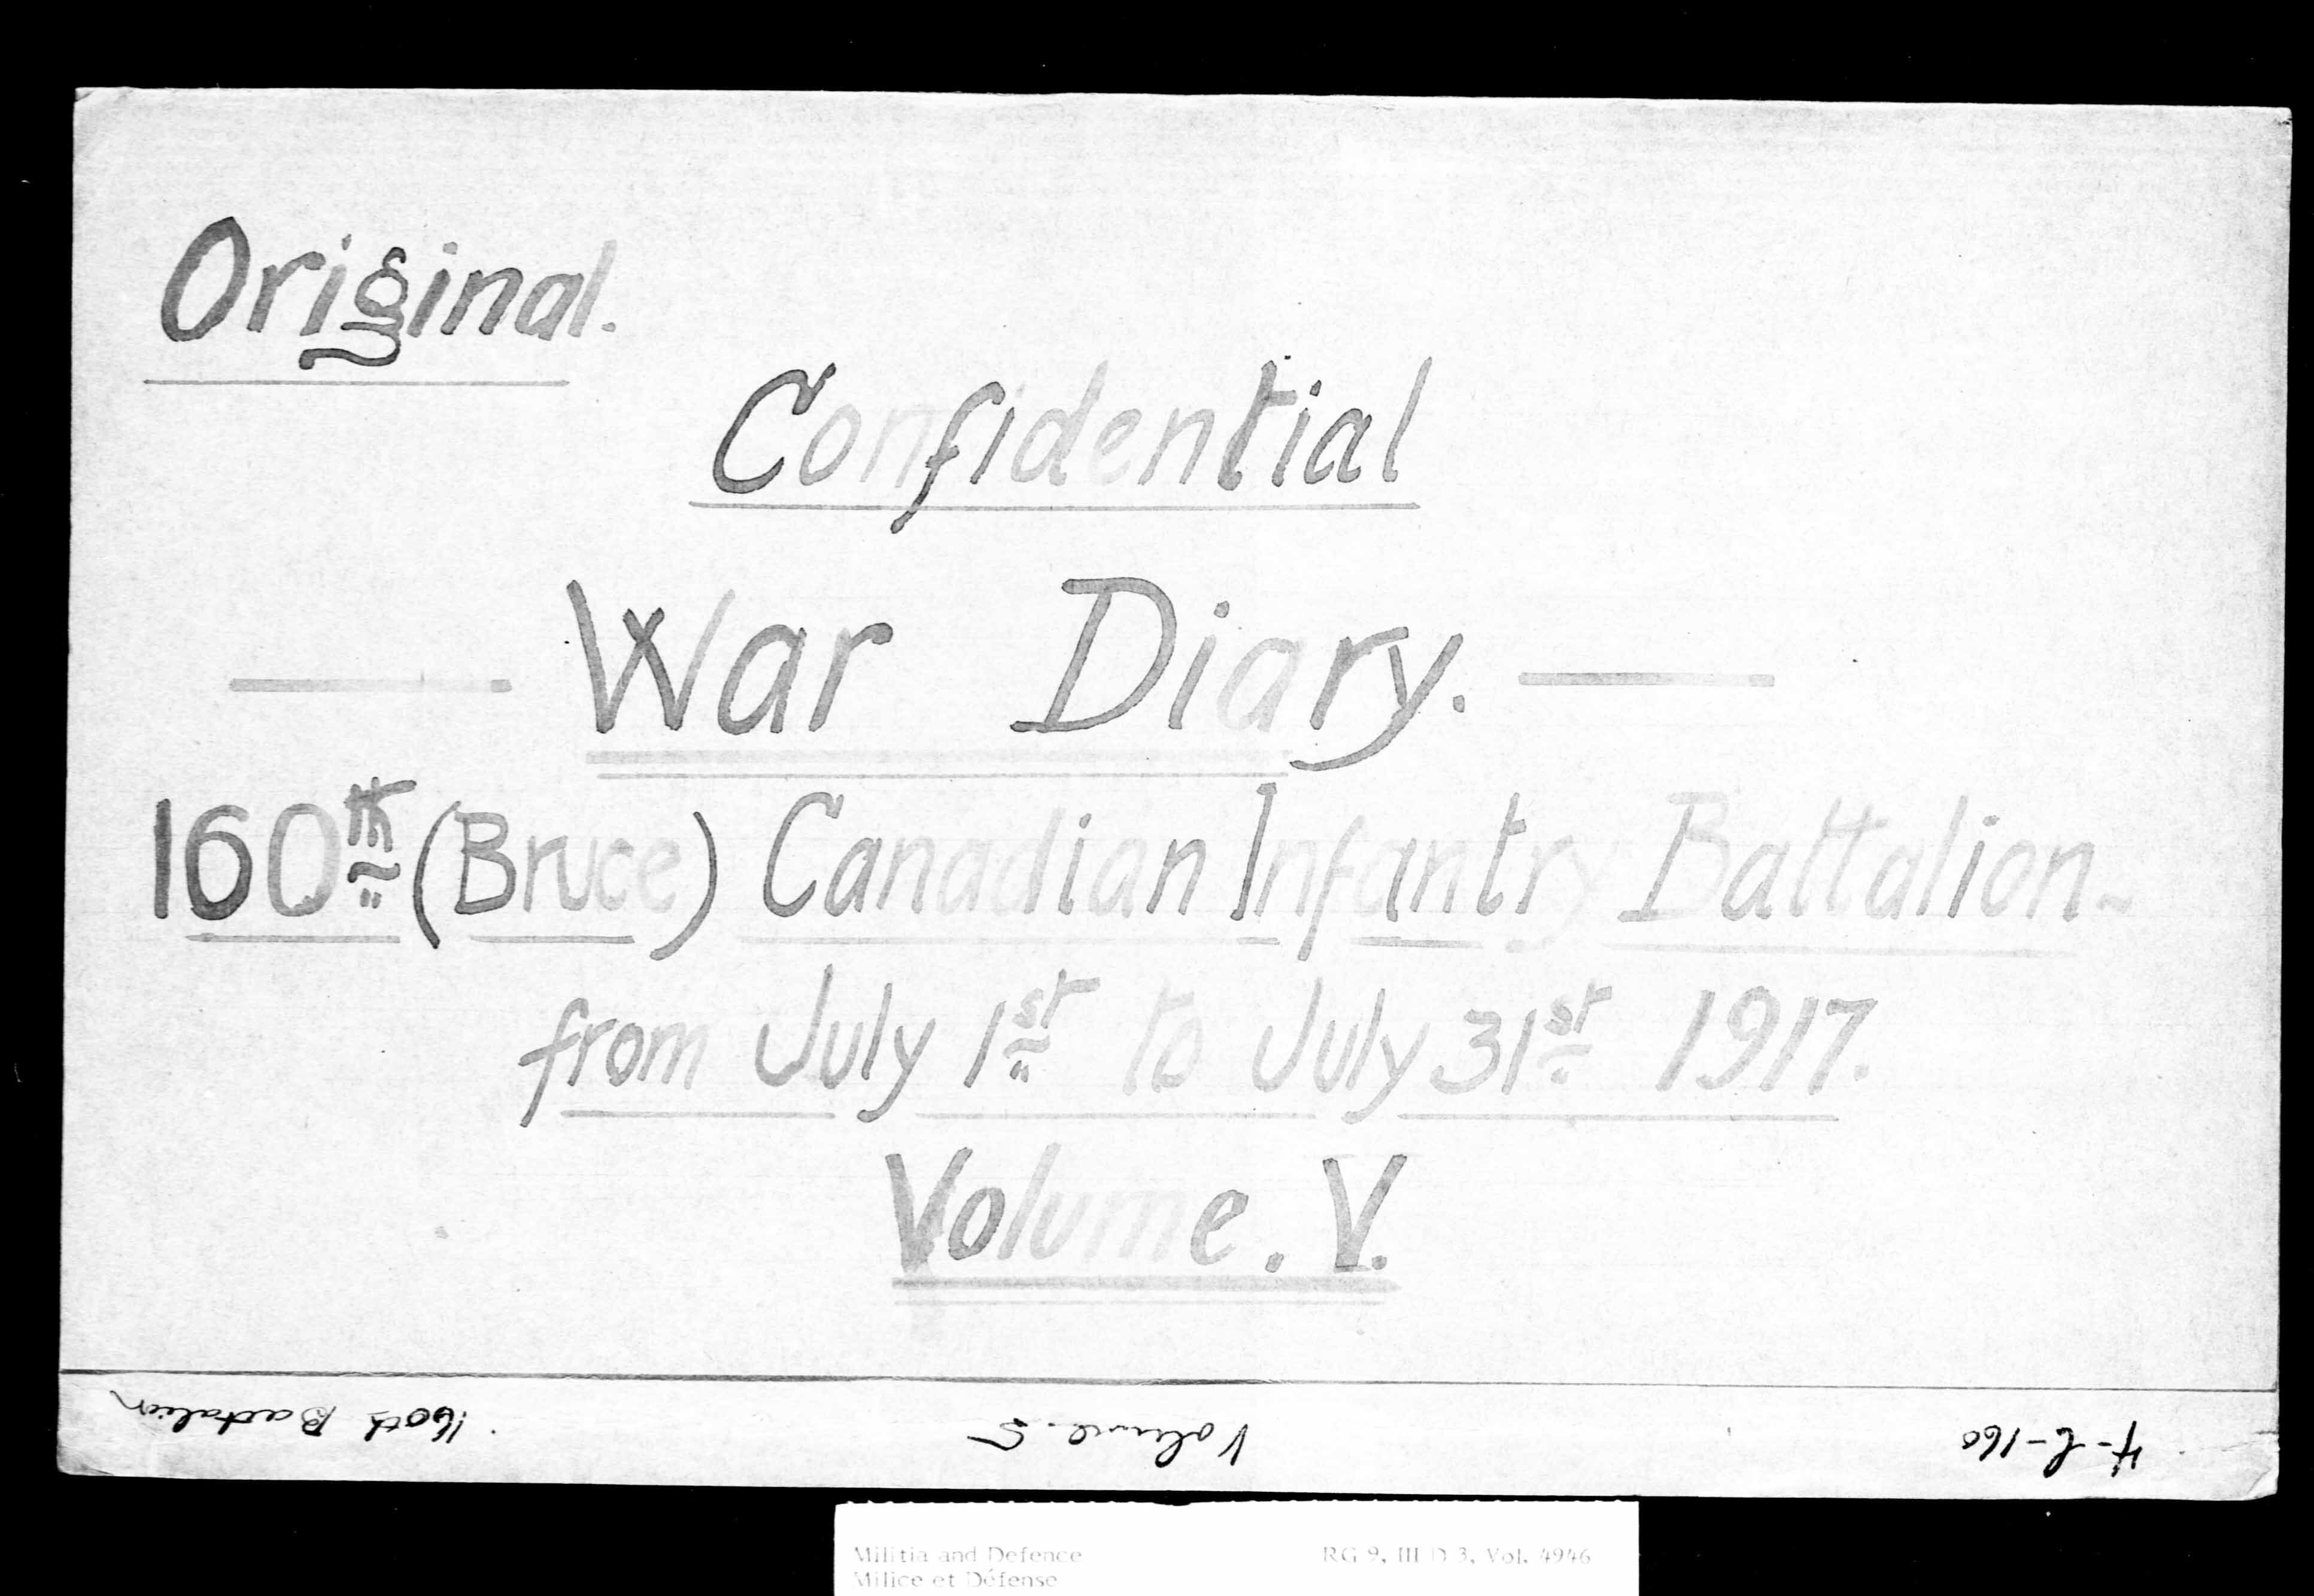 Original.
Confidential
War Diary.
160th (Bruce) Canadian Infantry Battalion.
from July 1st to July 31st 1917.
Volume. V.
160th Battalion Volume. 5 4-6-160
Militia and Defence RG 9, III D 3, Vol. 4946
Milice et Défense